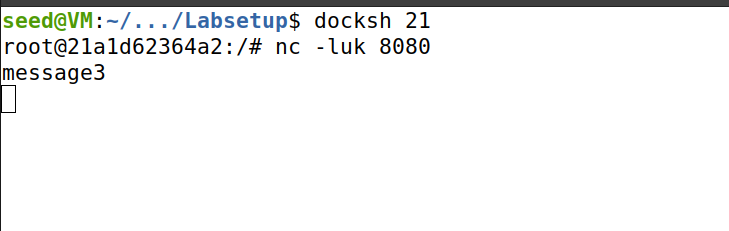 seed@VM:~/.../Labsetup$ docksh 21
root@21a1d62364a2:/# nc -luk 8080
message3